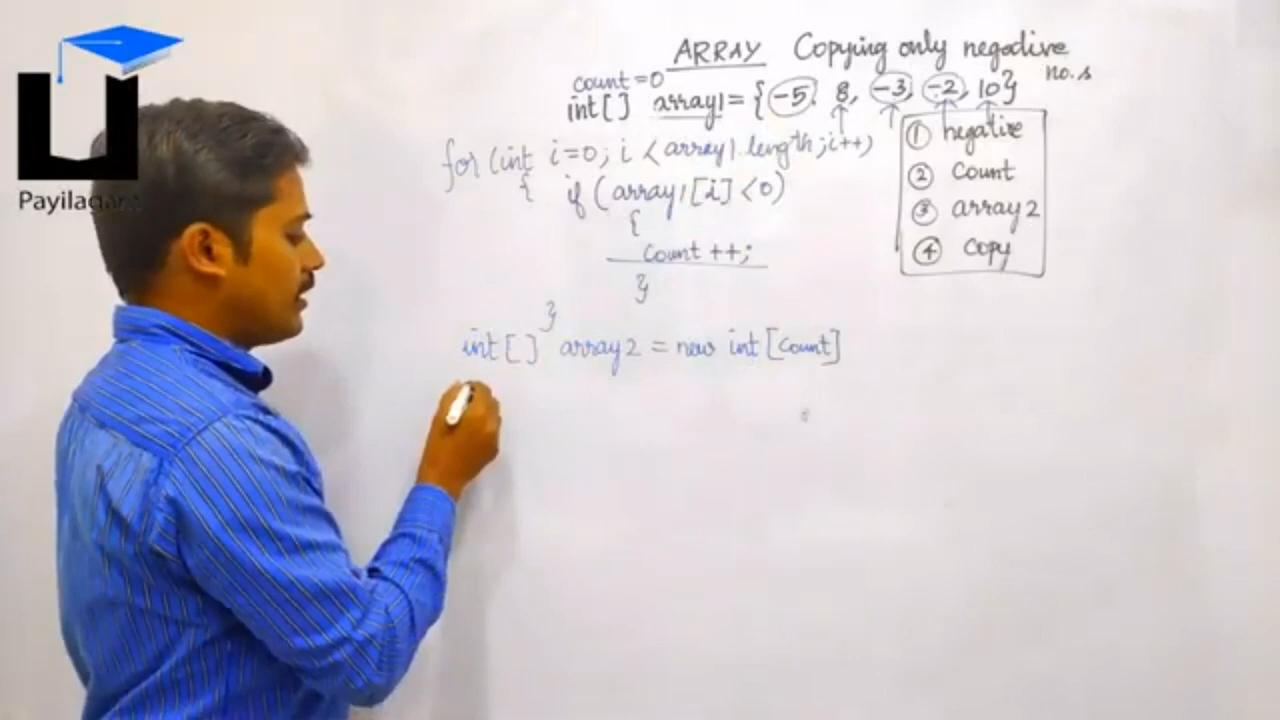 ARRAY Copying only negative
no.s
count=0
int[] array1 = { -5, 8, -3, -2, 10}
for (int i=0; i < array1.length; i++)
{ if (array1[i] <0)
{
Count ++;
}
}
int[] array2 = new int[Count]
① negative
② Count
③ array2
④ Copy